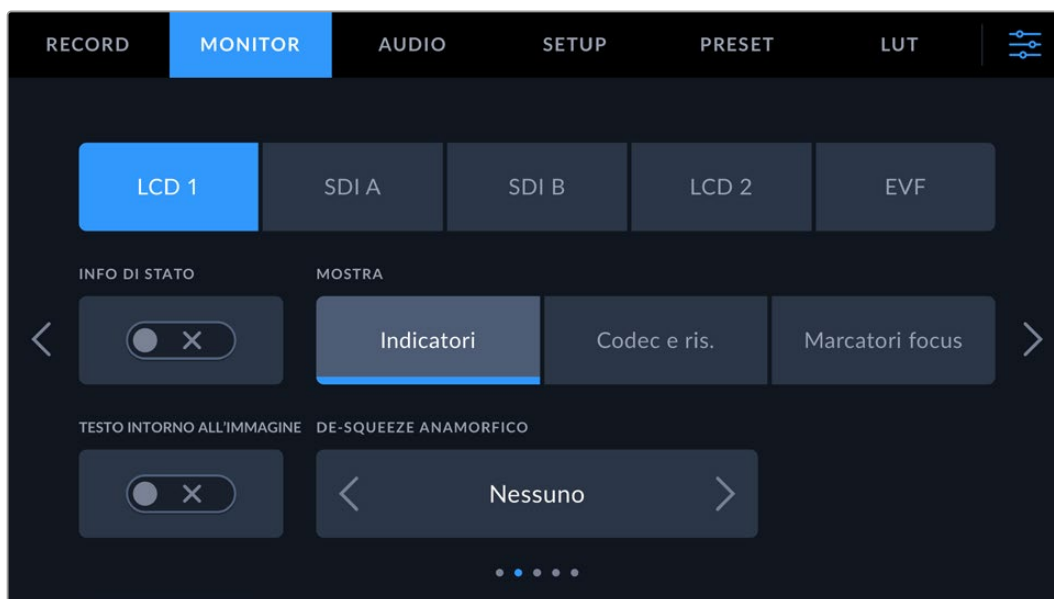 RECORD MONITOR AUDIO SETUP PRESET LUT
LCD 1 SDI A SDI B LCD 2 EVF
INFO DI STATO MOSTRA
Indicatori Codec e ris. Marcatori focus
TESTO INTORNO ALL'IMMAGINE DE-SQUEEZE ANAMORFICO
Nessuno